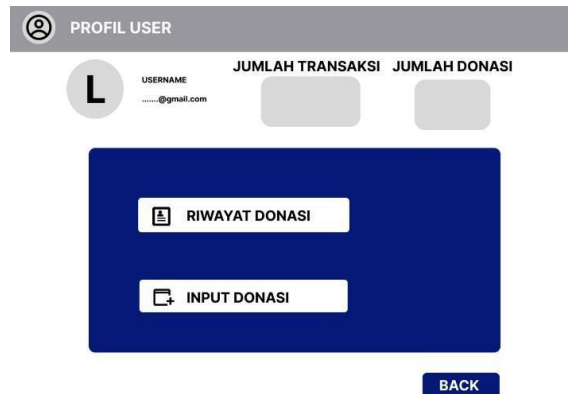 PROFIL USER
JUMLAH TRANSAKSI JUMLAH DONASI
L
USERNAME
.......@gmail.com
RIWAYAT DONASI
INPUT DONASI
BACK